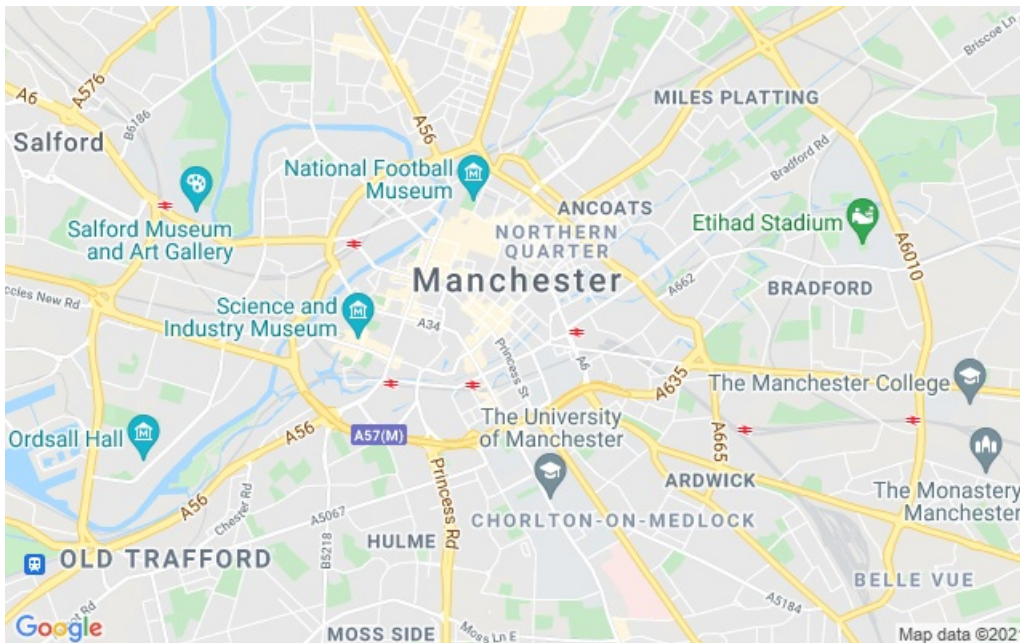 Briscoe Ln
A576
A6
B6186
A56
MILES PLATTING
Salford
Bradford Rd
National Football
Museum
ANCOATS
Salford Museum
and Art Gallery
NORTHERN
QUARTER
Etihad Stadium
A6010
Manchester
A662
BRADFORD
ccles New Rd
Science and
Industry Museum
A34
Princess St
A6
A635
The Manchester College
Ordsall Hall
A56
A57(M)
The University
of Manchester
A665
Princess Rd
ARDWICK
The Monastery
Manchester
A56
Chester Rd
A5067
CHORLTON-ON-MEDLOCK
HULME
B5218
OLD TRAFFORD
BELLE VUE
A5184
Google
MOSS SIDE
Moss Ln E
Map data ©202